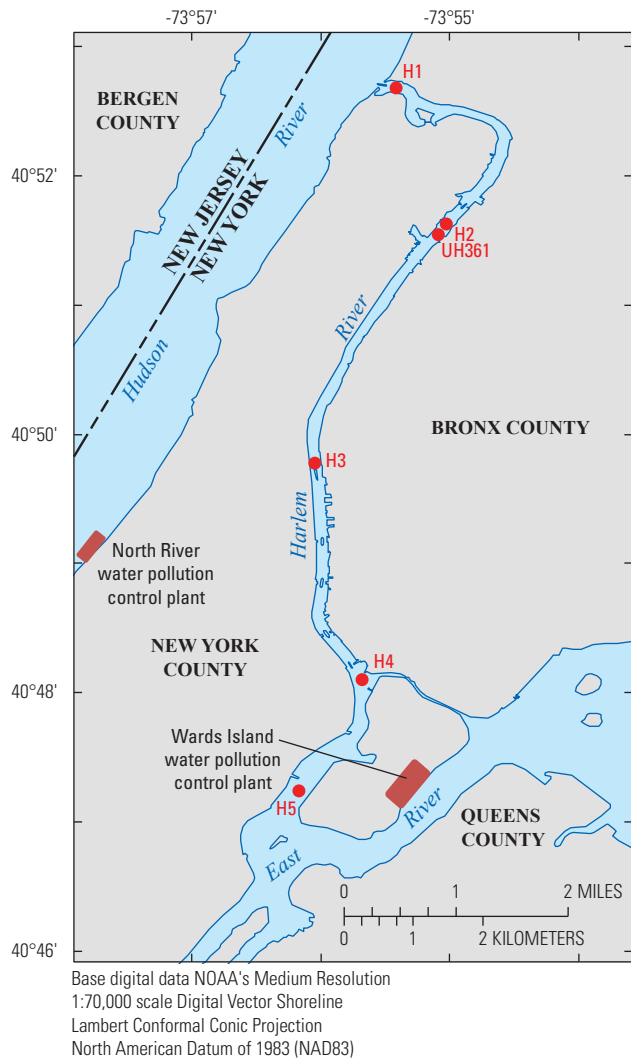 -73°57'
-73°55'
H1
BERGEN
COUNTY
River
40°52'
NEW JERSEY
NEW YORK
H2
UH361
River
Hudson
40°50'
BRONX COUNTY
H3
Harlem
North River
water pollution
control plant
NEW YORK
COUNTY
H4
40°48'
Wards Island
water pollution
control plant
H5
River
QUEENS
COUNTY
East
0 1 2 MILES
0 1 2 KILOMETERS
40°46'
Base digital data NOAA's Medium Resolution
1:70,000 scale Digital Vector Shoreline
Lambert Conformal Conic Projection
North American Datum of 1983 (NAD83)